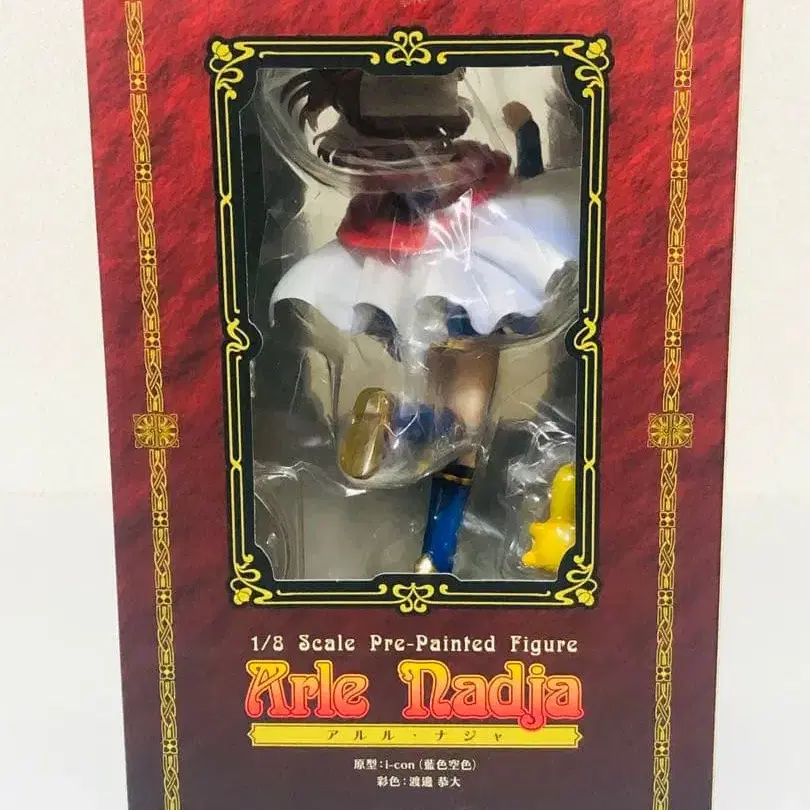 1/8 Scale Pre-Painted Figure
Arle Nadja
アルル・ナジャ
原型:i-con (藍色空色)
彩色:渡邊 恭大